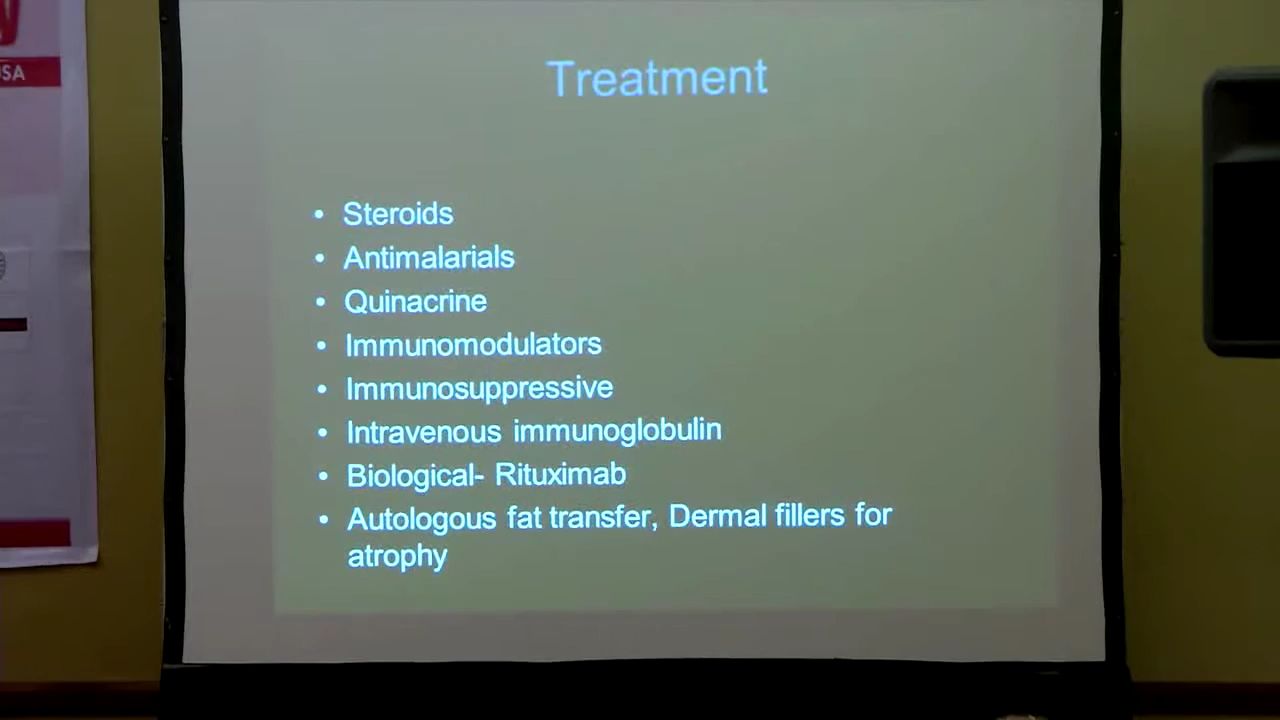 SA
Treatment
• Steroids
• Antimalarials
• Quinacrine
• Immunomodulators
• Immunosuppressive
• Intravenous immunoglobulin
• Biological- Rituximab
• Autologous fat transfer, Dermal fillers for
atrophy